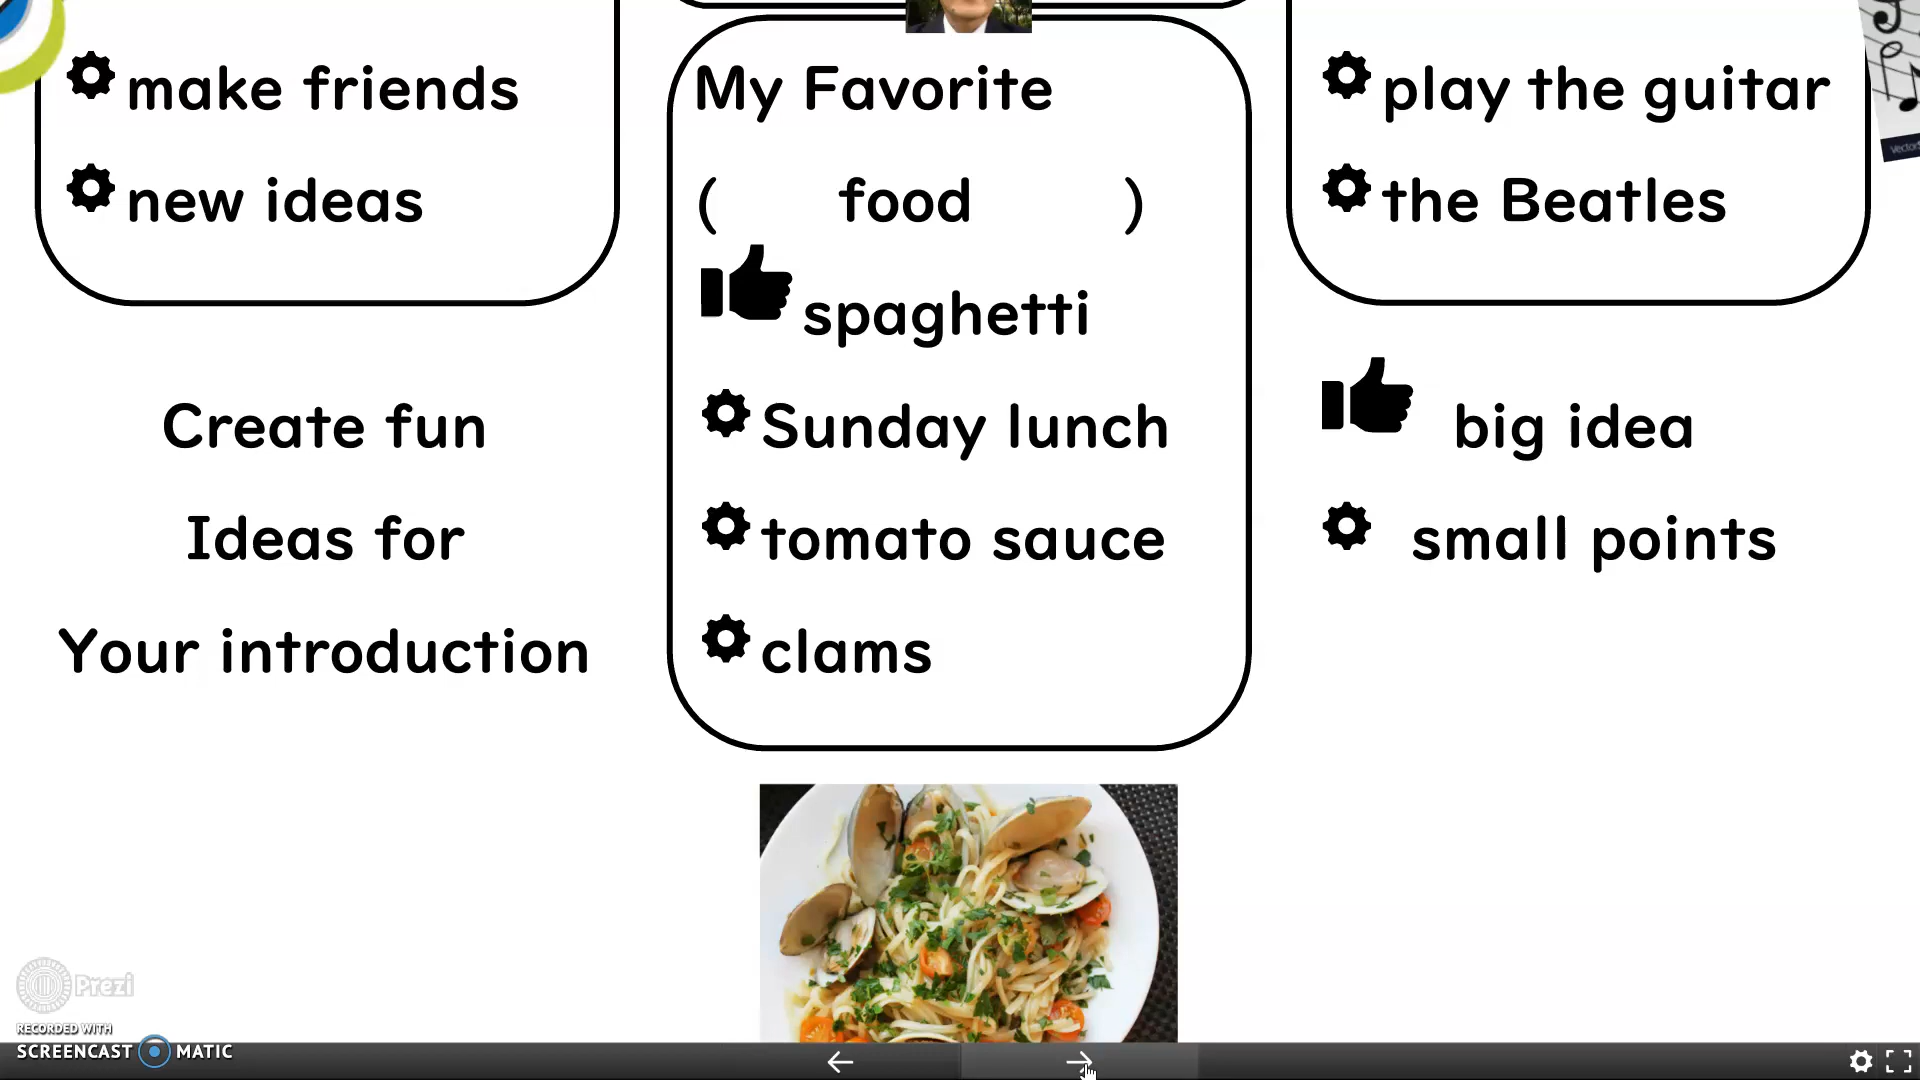 make friends
new ideas
Create fun
Ideas for
Your introduction
My Favorite
( food )
spaghetti
Sunday lunch
tomato sauce
clams
play the guitar
the Beatles
big idea
small points
Prezi
RECORDED WITH
SCREENCAST MATIC